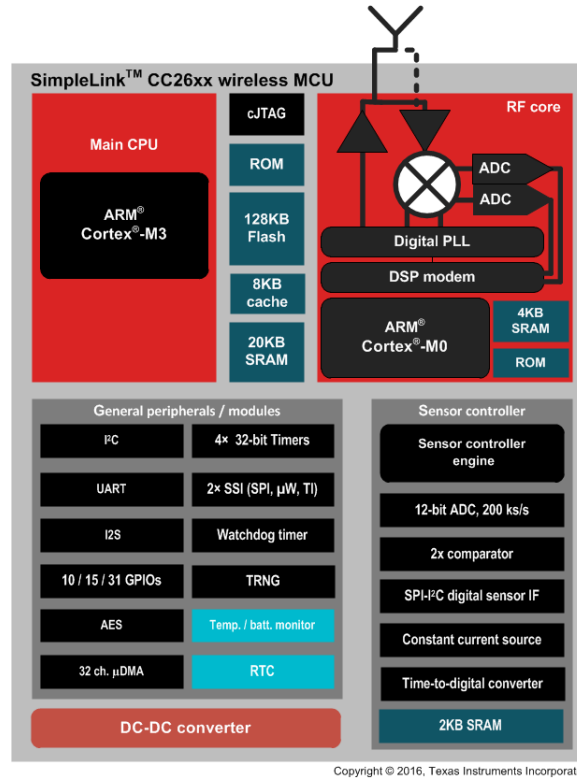 SimpleLink™ CC26xx wireless MCU
Main CPU
ARM®
Cortex®-M3
cJTAG
ROM
128KB
Flash
8KB
cache
20KB
SRAM
RF core
ADC
ADC
Digital PLL
DSP modem
ARM®
Cortex®-M0
4KB
SRAM
ROM
General peripherals / modules
I²C
4× 32-bit Timers
UART
2× SSI (SPI, µW, TI)
I2S
Watchdog timer
10 / 15 / 31 GPIOs
TRNG
AES
Temp. / batt. monitor
32 ch. µDMA
RTC
Sensor controller
Sensor controller
engine
12-bit ADC, 200 ks/s
2x comparator
SPI-I²C digital sensor IF
Constant current source
Time-to-digital converter
2KB SRAM
DC-DC converter
Copyright © 2016, Texas Instruments Incorporat